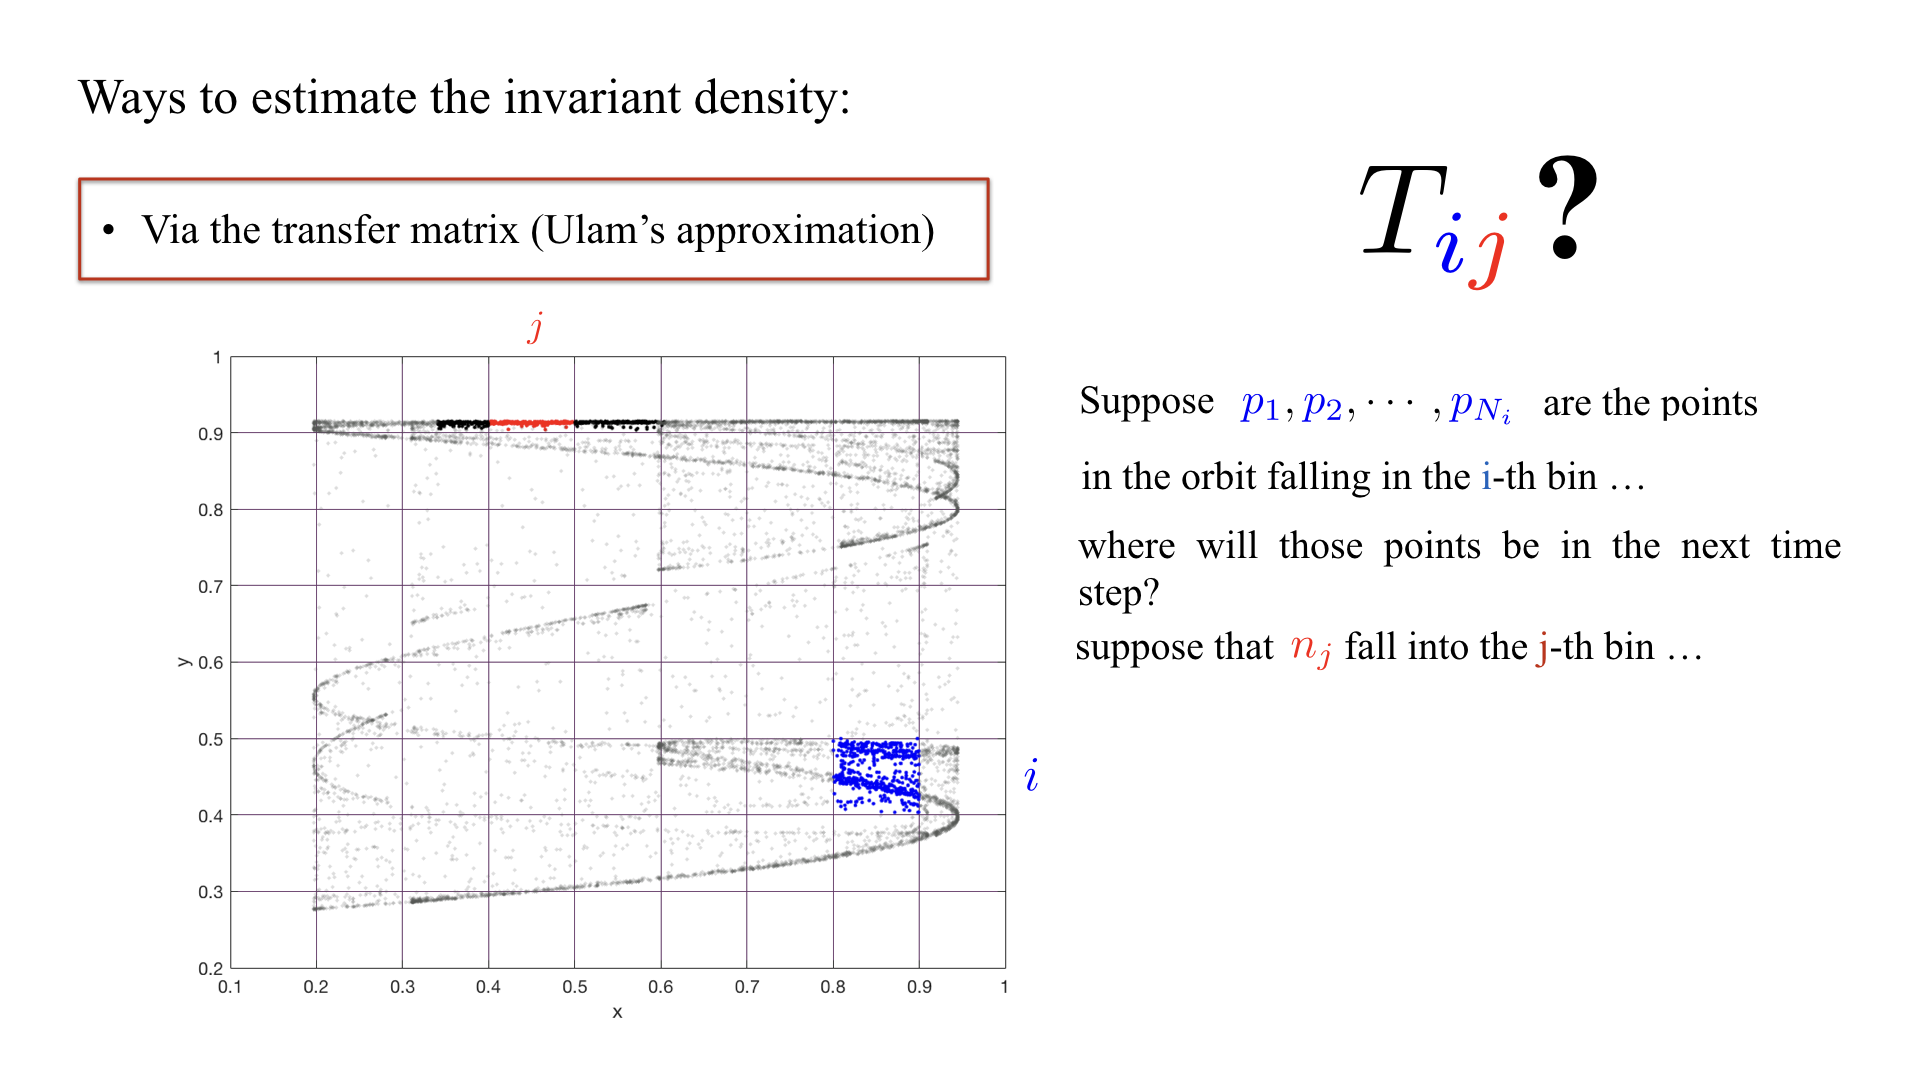 Ways to estimate the invariant density:
• Via the transfer matrix (Ulam's approximation)
T_{ij} ?
j
1
0.9
0.8
0.7
0.6
0.5
0.4
0.3
0.2
y
0.1 0.2 0.3 0.4 0.5 0.6 0.7 0.8 0.9 1
x
i
Suppose p_1, p_2, ··· , p_{N_i} are the points
in the orbit falling in the i-th bin …
where will those points be in the next time
step?
suppose that n_j fall into the j-th bin …